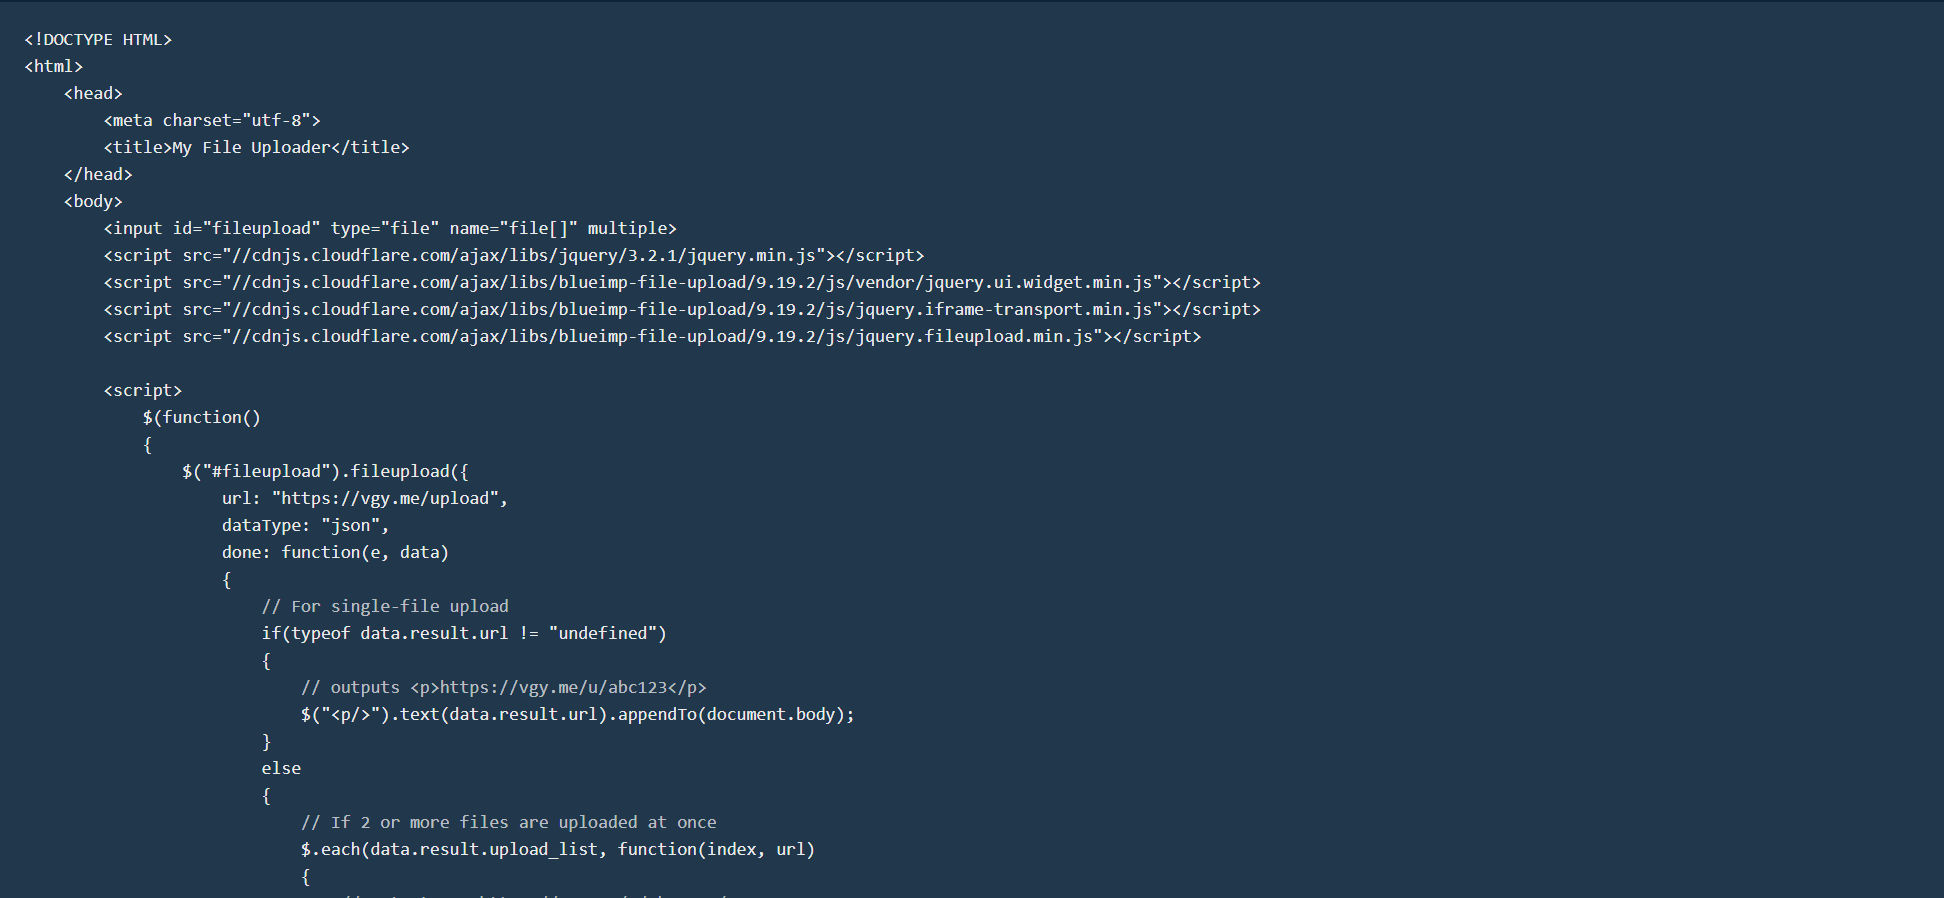 <!DOCTYPE HTML>
<html>
    <head>
        <meta charset="utf-8">
        <title>My File Uploader</title>
    </head>
    <body>
        <input id="fileupload" type="file" name="file[]" multiple>
        <script src="//cdnjs.cloudflare.com/ajax/libs/jquery/3.2.1/jquery.min.js"></script>
        <script src="//cdnjs.cloudflare.com/ajax/libs/blueimp-file-upload/9.19.2/js/vendor/jquery.ui.widget.min.js"></script>
        <script src="//cdnjs.cloudflare.com/ajax/libs/blueimp-file-upload/9.19.2/js/jquery.iframe-transport.min.js"></script>
        <script src="//cdnjs.cloudflare.com/ajax/libs/blueimp-file-upload/9.19.2/js/jquery.fileupload.min.js"></script>

        <script>
            $(function()
            {
                $("#fileupload").fileupload({
                    url: "https://vgy.me/upload",
                    dataType: "json",
                    done: function(e, data)
                    {
                        // For single-file upload
                        if(typeof data.result.url != "undefined")
                        {
                            // outputs <p>https://vgy.me/u/abc123</p>
                            $("<p/>").text(data.result.url).appendTo(document.body);
                        }
                        else
                        {
                            // If 2 or more files are uploaded at once
                            $.each(data.result.upload_list, function(index, url)
                            {